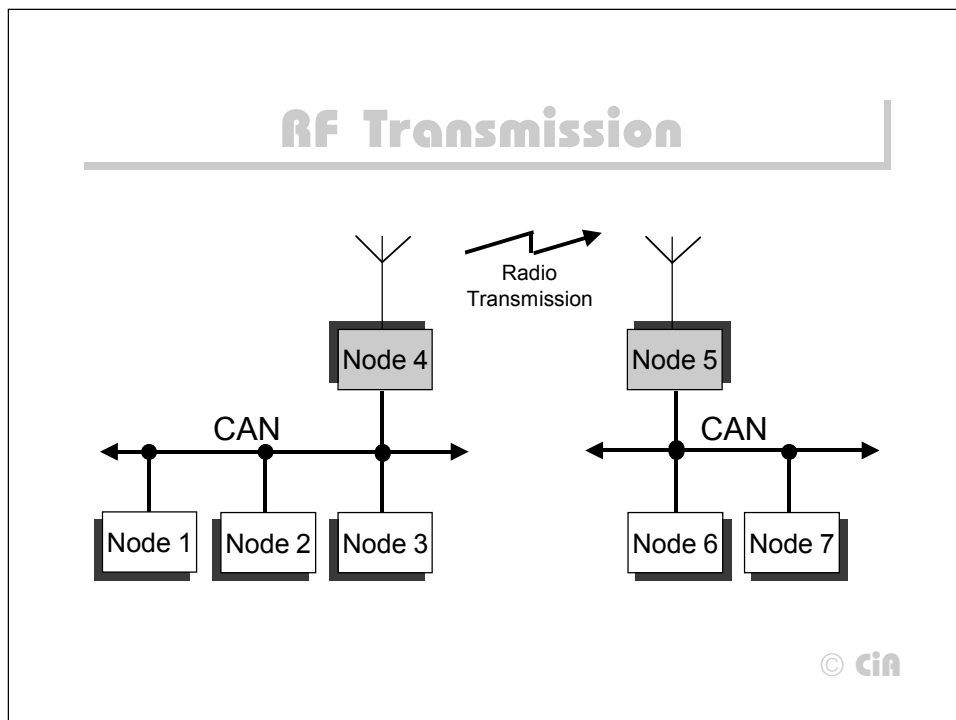 RF Transmission
Radio
Transmission
Node 4
Node 5
CAN
CAN
Node 1
Node 2
Node 3
Node 6
Node 7
© CiA